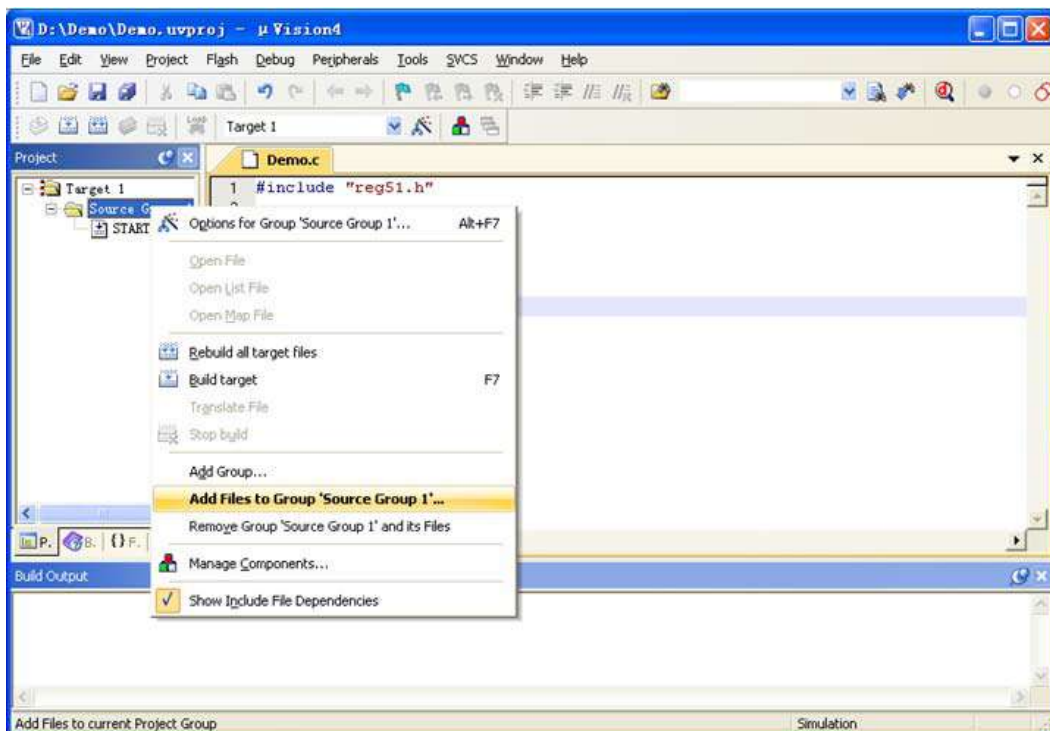 D:\Demo\Demo.uvproj - µVision4
File Edit View Project Flash Debug Peripherals Tools SVCS Window Help
Target 1
Project
Demo.c
Target 1
1 #include "reg51.h"
Source G
2
START
Options for Group 'Source Group 1'... Alt+F7
Open File
Open List File
Open Map File
Rebuild all target files
Build target F7
Translate File
Stop build
Add Group...
Add Files to Group 'Source Group 1'...
Remove Group 'Source Group 1' and its Files
Manage Components...
Show Include File Dependencies
P. B. {} F.
Build Output
Add Files to current Project Group Simulation